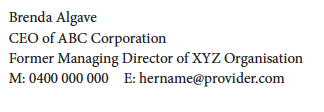 Brenda Algave
CEO of ABC Corporation
Former Managing Director of XYZ Organisation
M: 0400 000 000 E: hername@provider.com